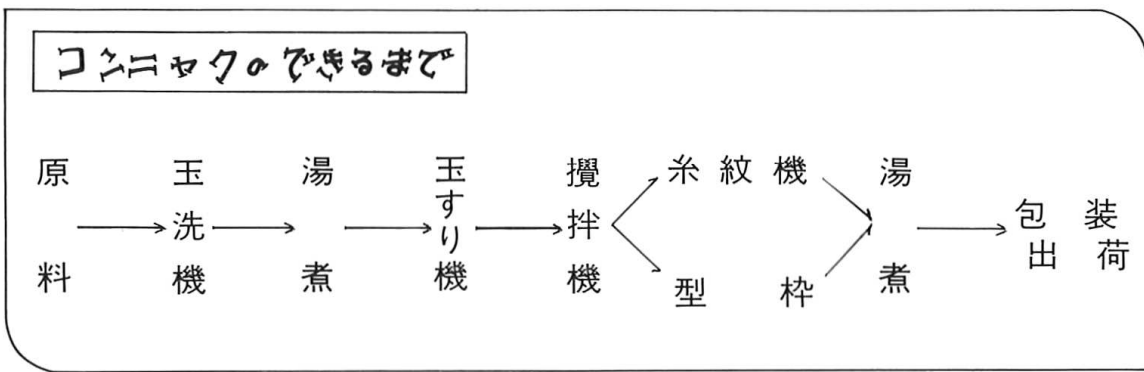 コンニャクのできるまで
原料
玉洗機
湯煮
玉すり機
攪拌機
糸紋機
型枠
湯煮
包装
出荷